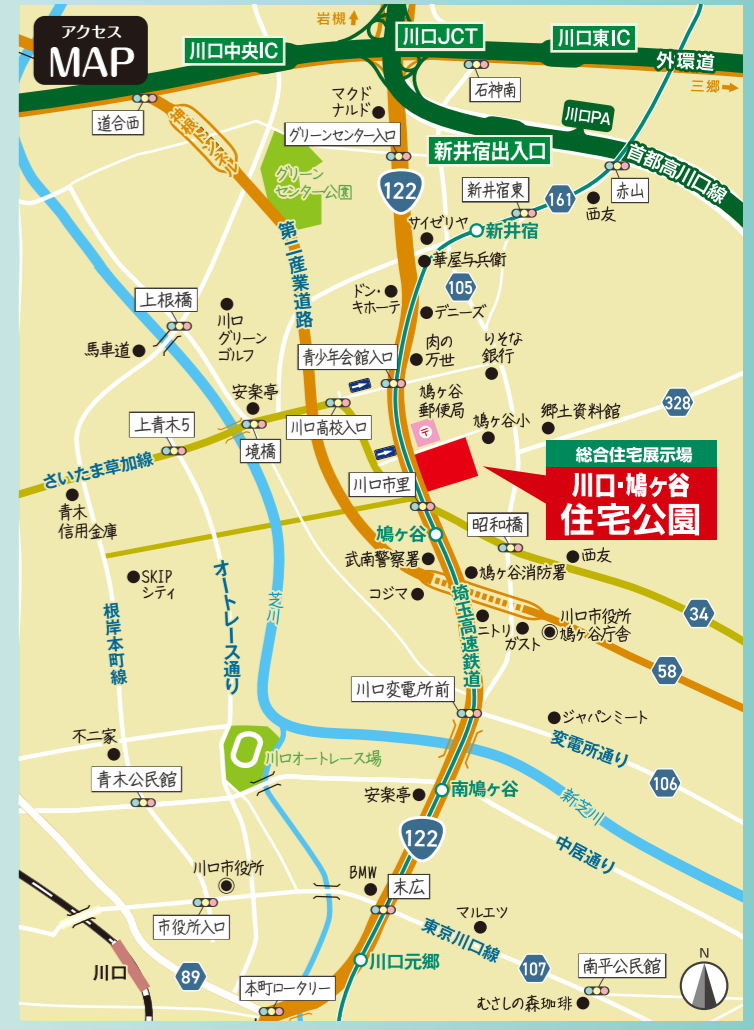 アクセス
MAP
岩槻
川口中央IC
川口JCT
川口東IC
外環道
三郷
石神南
道合西
神根トンネル
マクド
ナルド
グリーンセンター入口
川口PA
新井宿出入口
首都高川口線
グリーン
センター公園
122
新井宿東
161
赤山
西友
サイゼリヤ
新井宿
華屋与兵衛
第二産業道路
105
ドン・
キホーテ
デニーズ
上根橋
川口
グリーン
ゴルフ
馬車道
肉の
万世
りそな
銀行
青少年会館入口
安楽亭
鳩ヶ谷
郵便局
〒
鳩ヶ谷小
郷土資料館
328
上青木5
境橋
川口高校入口
さいたま草加線
総合住宅展示場
川口・鳩ヶ谷
住宅公園
川口市里
青木
信用金庫
鳩ヶ谷
昭和橋
武南警察署
鳩ヶ谷消防署
西友
SKIP
シティ
オートレース通り
芝川
コジマ
埼玉高速鉄道
根岸本町線
ニトリ
ガスト
川口市役所
鳩ヶ谷庁舎
34
58
川口変電所前
ジャパンミート
変電所通り
不二家
川口オートレース場
青木公民館
安楽亭
南鳩ヶ谷
106
新芝川
122
中居通り
川口市役所
BMW
末広
市役所入口
マルエツ
東京川口線
N
川口
89
川口元郷
107
南平公民館
本町ロータリー
むさしの森珈琲